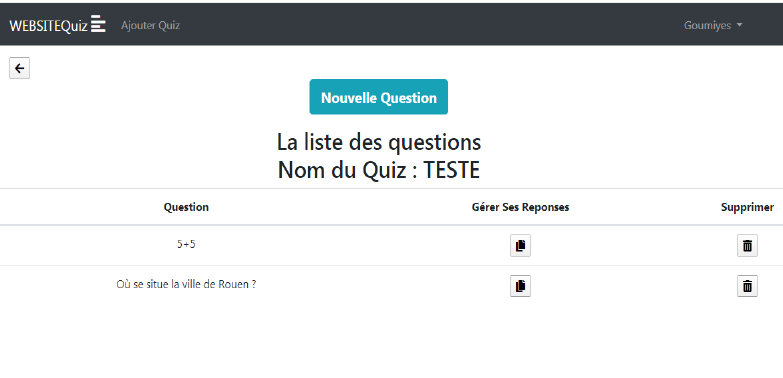 WEBSITEQuiz Ajouter Quiz Goumiyes
Nouvelle Question
La liste des questions
Nom du Quiz : TESTE
Question Gérer Ses Reponses Supprimer
5+5
Où se situe la ville de Rouen ?